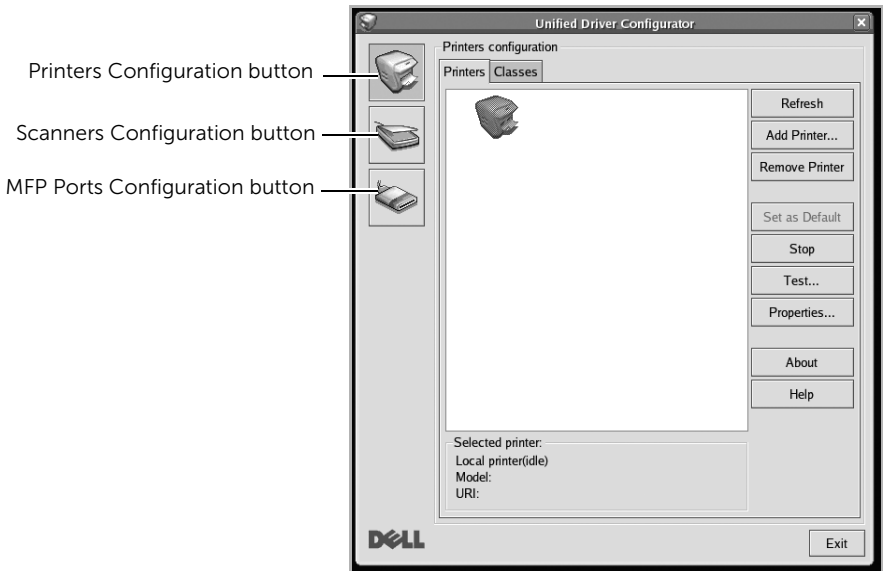 Unified Driver Configurator
Printers Configuration button
Scanners Configuration button
MFP Ports Configuration button
Printers configuration
Printers Classes
Refresh
Add Printer...
Remove Printer
Set as Default
Stop
Test...
Properties...
About
Help
Selected printer:
Local printer(idle)
Model:
URI:
DELL
Exit